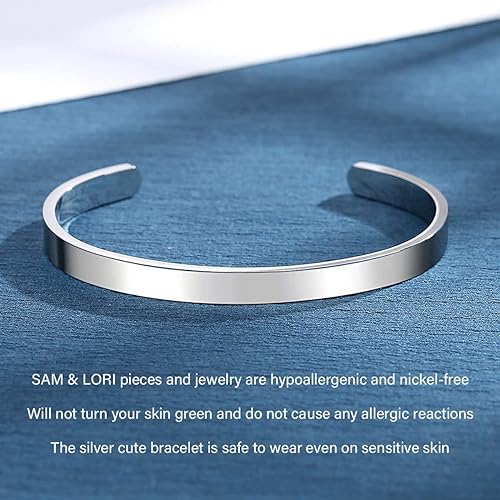 SAM & LORI pieces and jewelry are hypoallergenic and nickel-free
Will not turn your skin green and do not cause any allergic reactions
The silver cute bracelet is safe to wear even on sensitive skin